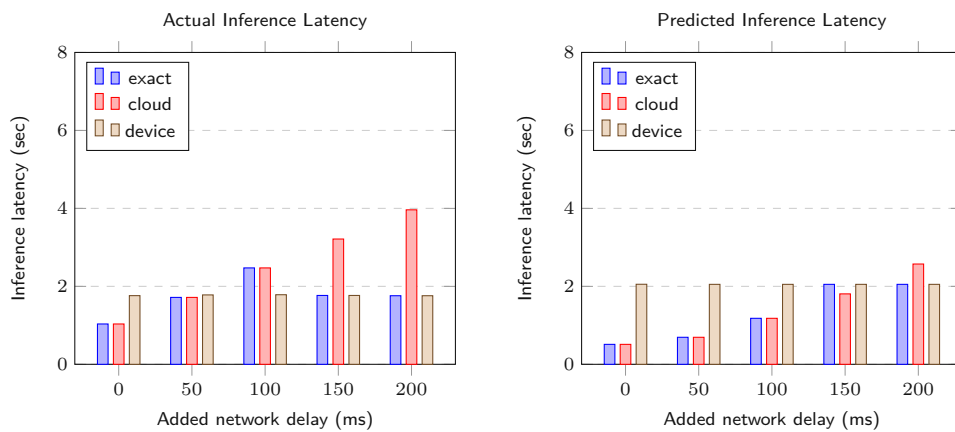 Actual Inference Latency
8
6
4
2
0
Inference latency (sec)
exact
cloud
device
0 50 100 150 200
Added network delay (ms)
Predicted Inference Latency
8
6
4
2
0
Inference latency (sec)
exact
cloud
device
0 50 100 150 200
Added network delay (ms)